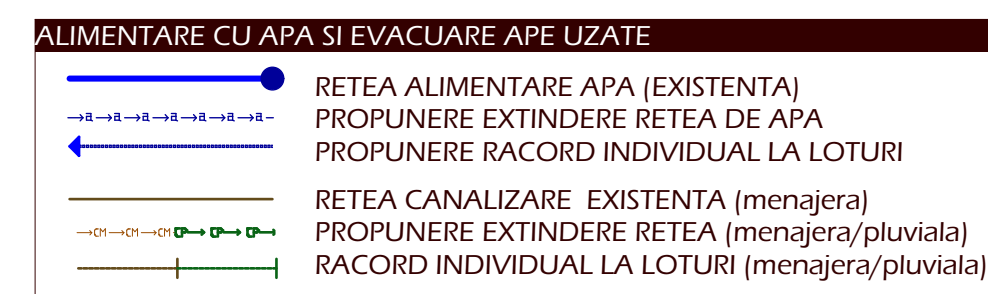 ALIMENTARE CU APA SI EVACUARE APE UZATE
RETEA ALIMENTARE APA (EXISTENTA)
→a→a→a→a→a→a→a– PROPUNERE EXTINDERE RETEA DE APA
PROPUNERE RACORD INDIVIDUAL LA LOTURI
RETEA CANALIZARE EXISTENTA (menajera)
→CM→CM→CM CP→ CP→ CP→ PROPUNERE EXTINDERE RETEA (menajera/pluviala)
RACORD INDIVIDUAL LA LOTURI (menajera/pluviala)